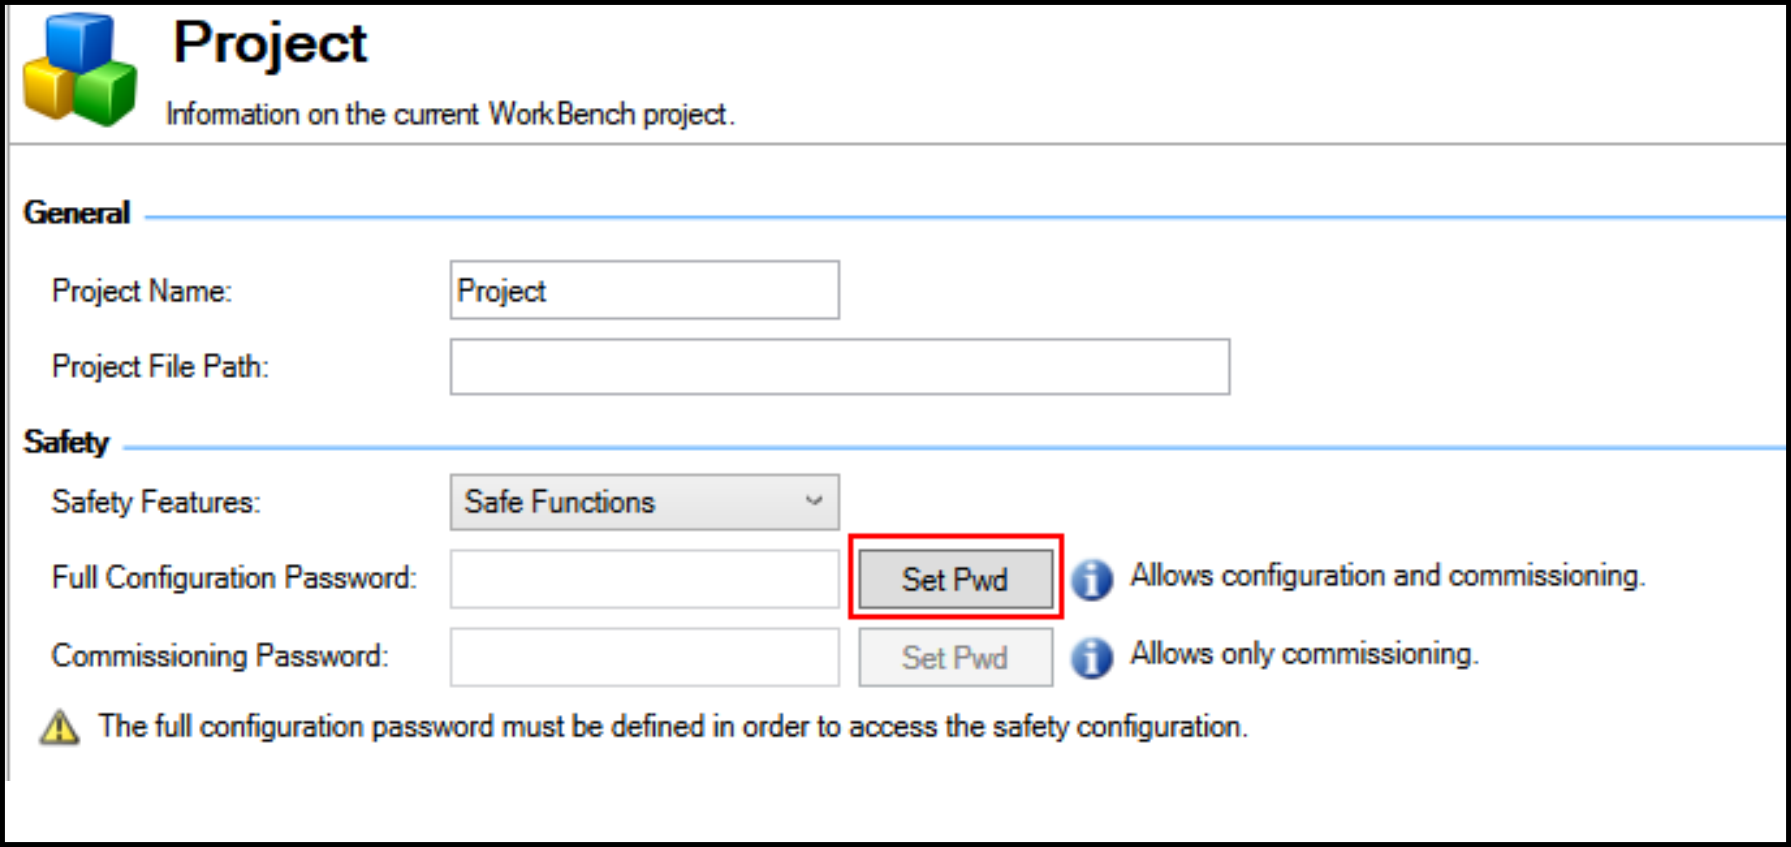 Project
Information on the current WorkBench project.
General
Project Name: Project
Project File Path:
Safety
Safety Features: Safe Functions
Full Configuration Password: Set Pwd Allows configuration and commissioning.
Commissioning Password: Set Pwd Allows only commissioning.
The full configuration password must be defined in order to access the safety configuration.